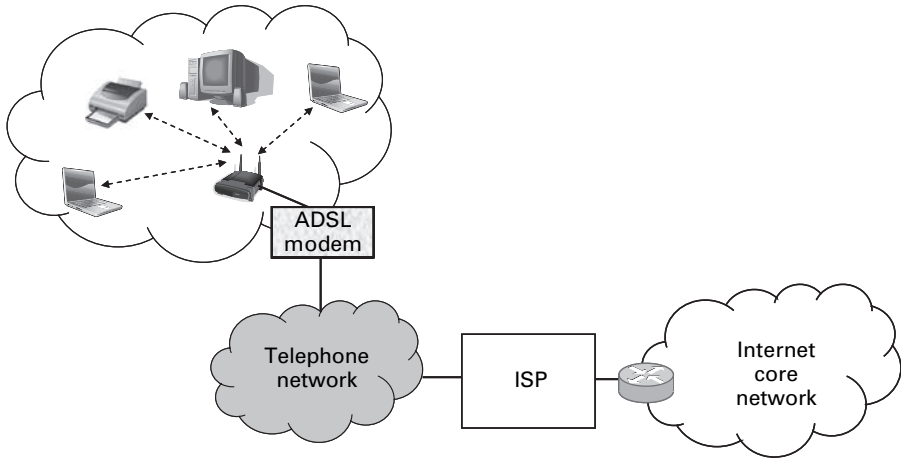 ADSL
modem
Telephone
network
ISP
Internet
core
network